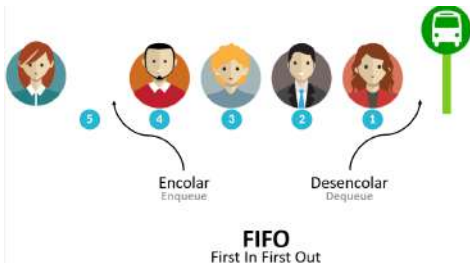 5 4 3 2 1
Encolar Desencolar
Enqueue Dequeue
FIFO
First In First Out